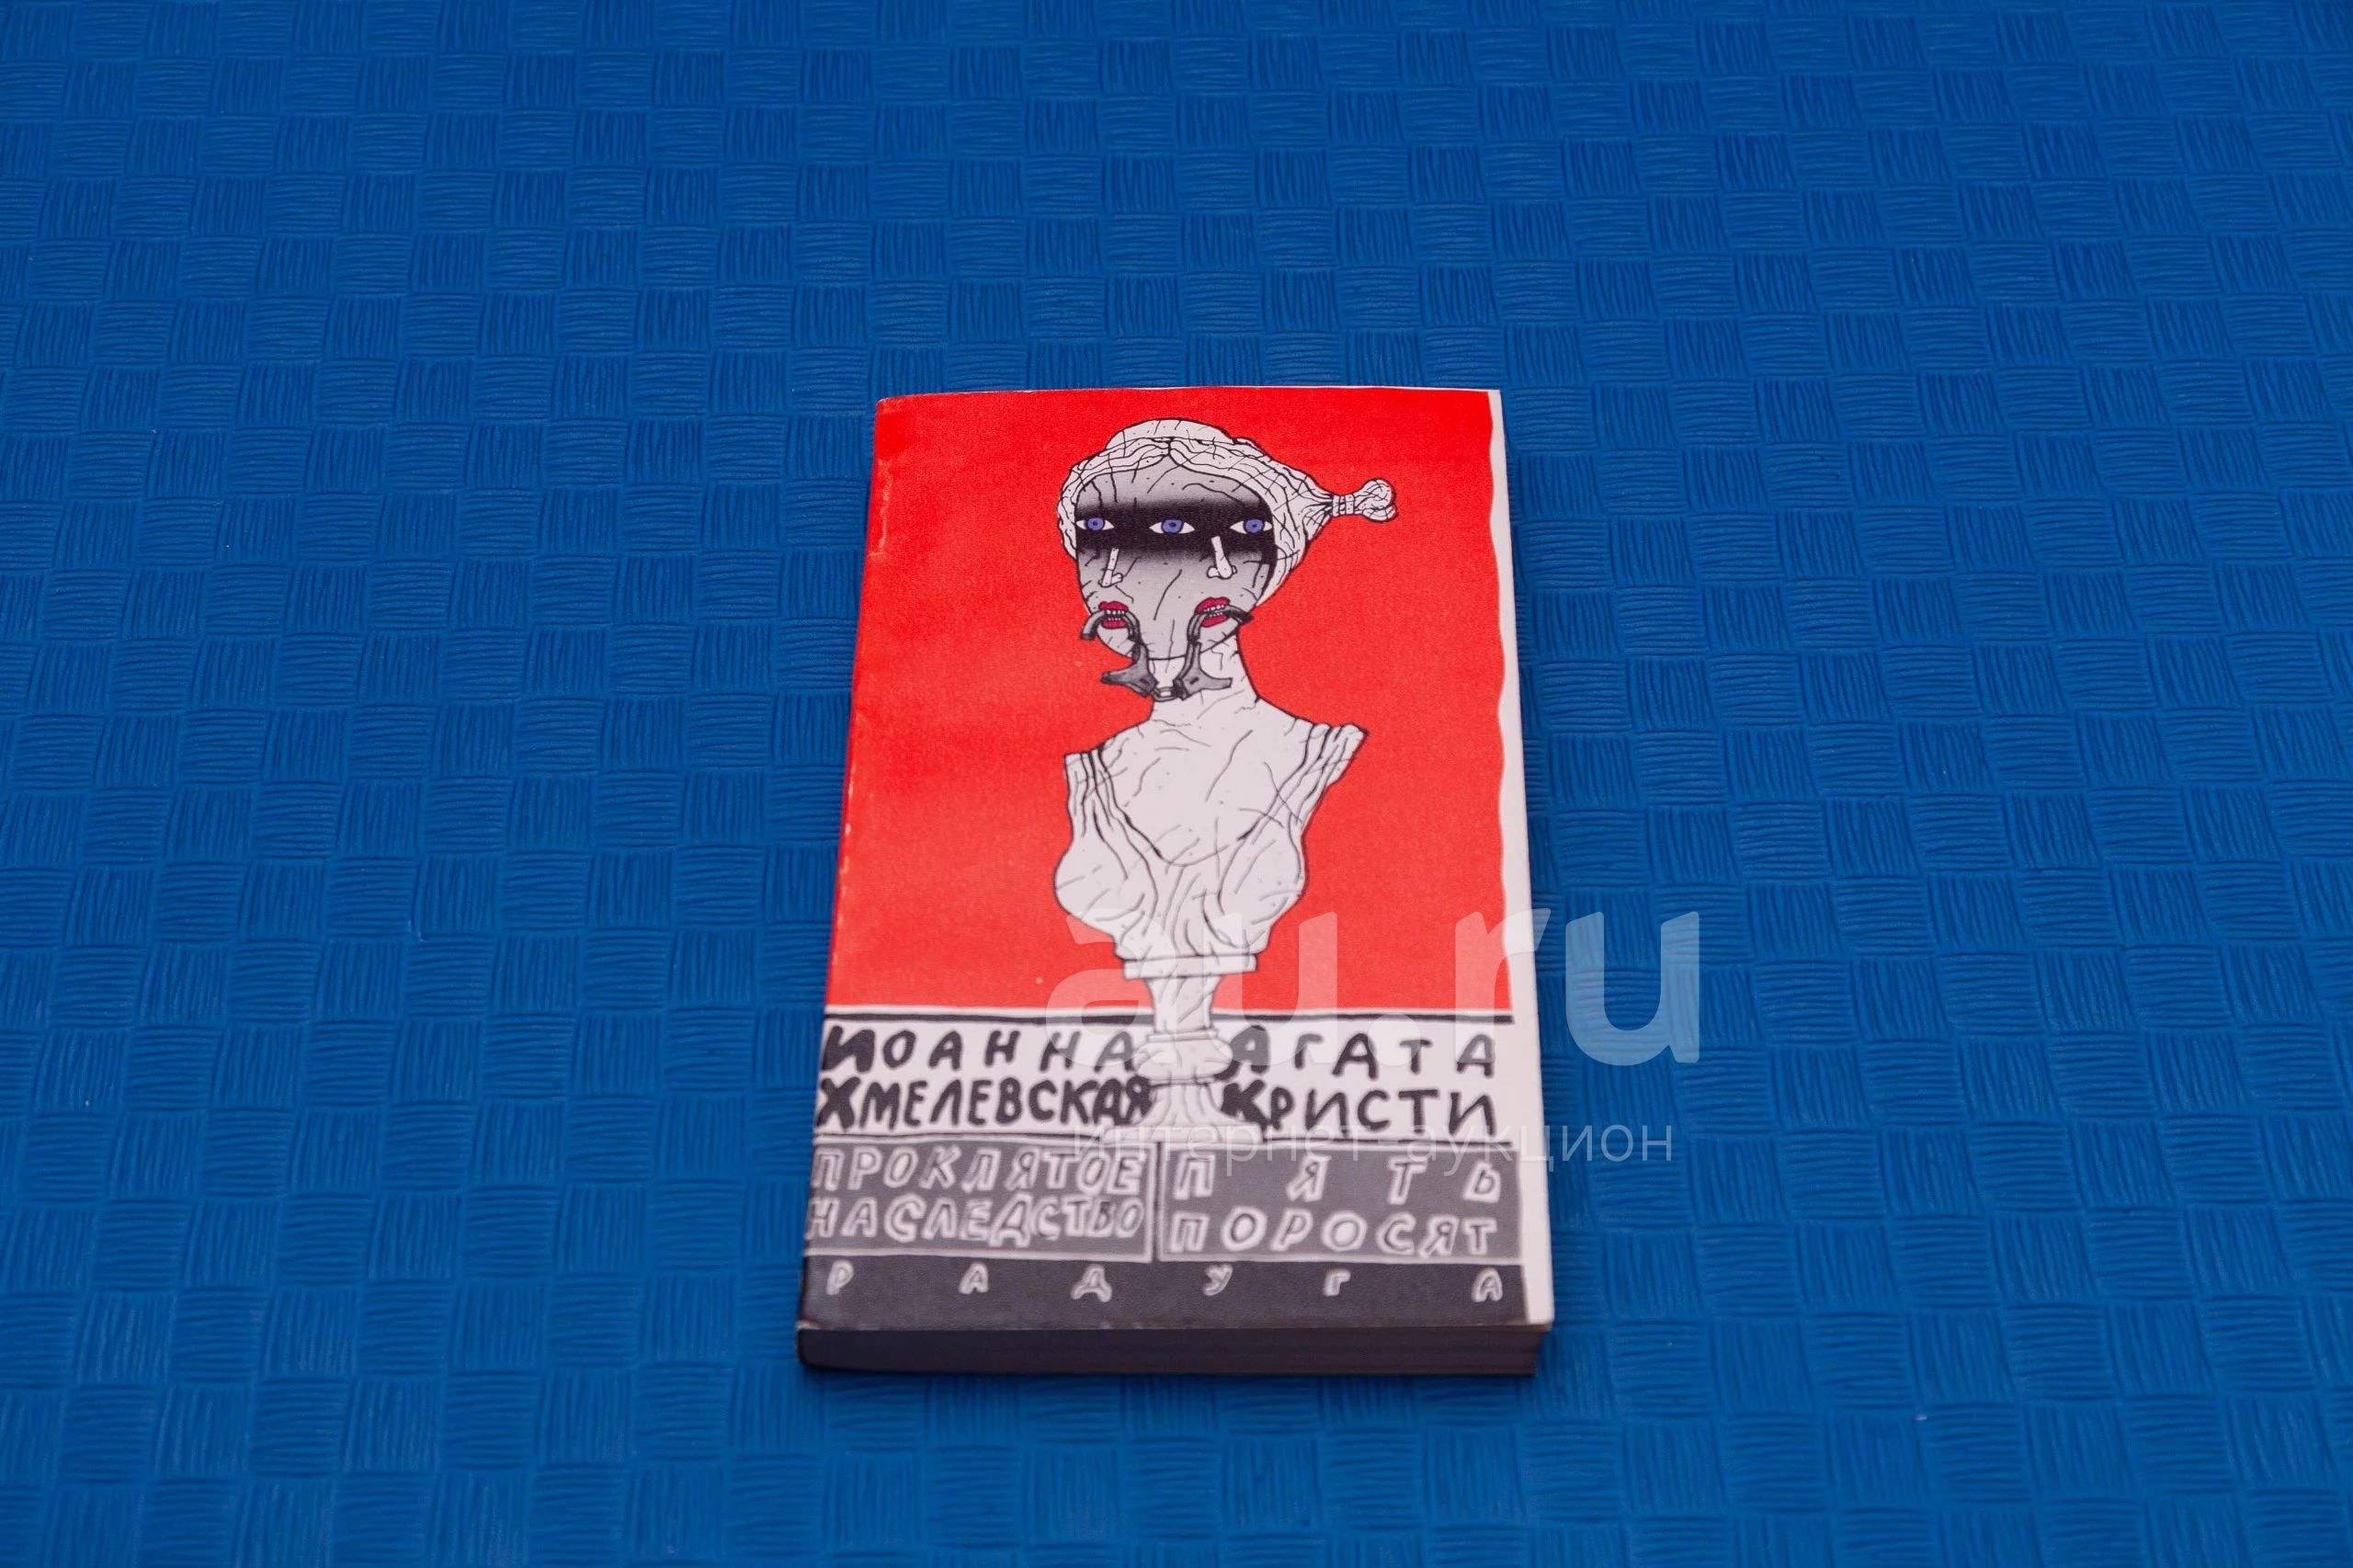 ИОАННА
ХМЕЛЕВСКАЯ
АГАТА
КРИСТИ
ПРОКЛЯТОЕ
НАСЛЕДСТВО
ПЯТЬ
ПОРОСЯТ
РАДУГА
au.ru
интернет-аукцион